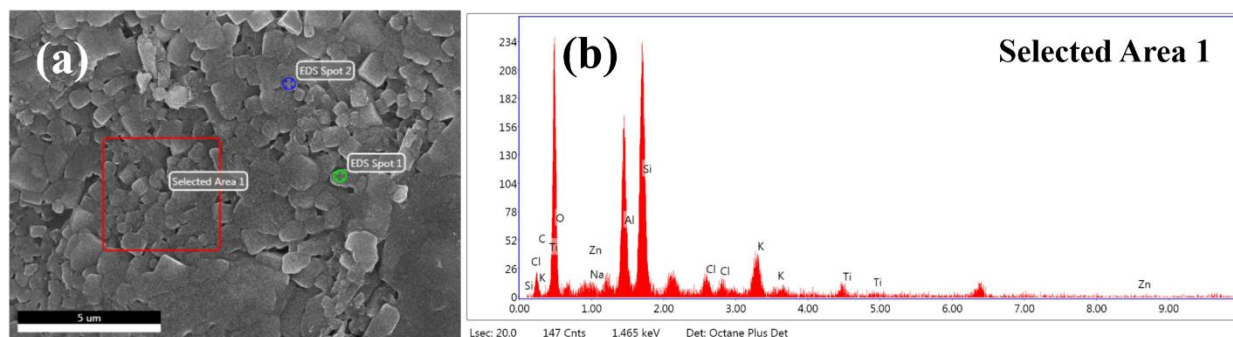 (a)
EDS Spot 2
EDS Spot 1
Selected Area 1
5 um
(b)
Selected Area 1
234
208
182
156
130
104
78
52
26
0
Si
Cl
K
C
Ti
O
Zn
Na
Al
Si
Cl
Cl
K
K
Ti
Ti
Zn
0.00 1.00 2.00 3.00 4.00 5.00 6.00 7.00 8.00 9.00
Lsec: 20.0 147 Cnts 1.465 keV Det: Octane Plus Det